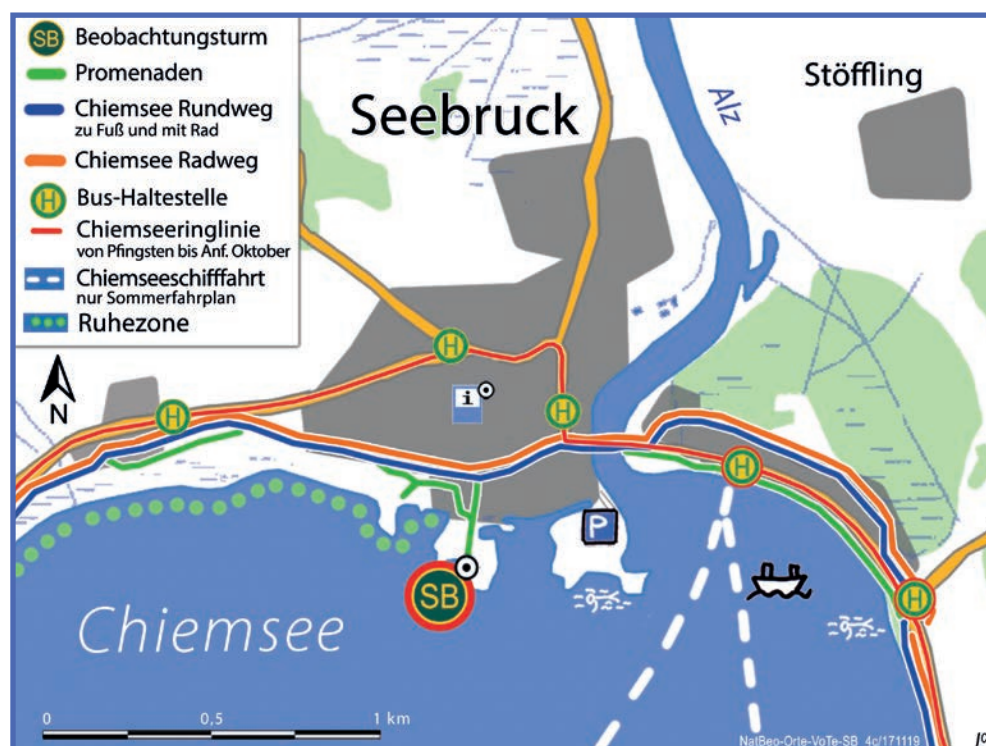 SB Beobachtungsturm
Promenaden
Chiemsee Rundweg
zu Fuß und mit Rad
Chiemsee Radweg
H Bus-Haltestelle
Chiemseeringlinie
von Pfingsten bis Anf. Oktober
Chiemseeschifffahrt
nur Sommerfahrplan
Ruhezone
N
Seebruck
Stöffling
Alz
H
H
i
H
H
P
SB
H
Chiemsee
0 0,5 1 km
NatBeo-Orte-VoTe-SB 4c/171119